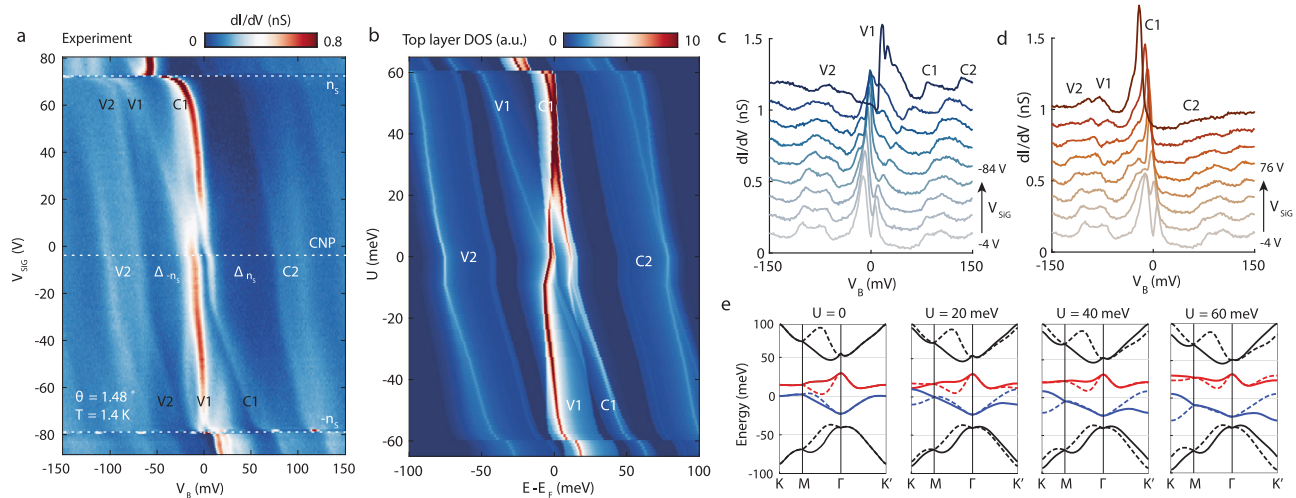 a
Experiment
dI/dV (nS)
0
0.8
V2
V1
C1
n_s
CNP
V2
Δ_-n_s
Δ_n_s
C2
V2
V1
C1
θ = 1.48 °
T = 1.4 K
-n_s
80
60
40
20
0
-20
-40
-60
-80
V_SiG (V)
-150
-100
-50
0
50
100
150
V_B (mV)
b
Top layer DOS (a.u.)
0
10
V1
C1
V2
C2
V1
C1
60
40
20
0
-20
-40
-60
U (meV)
-100
-50
0
50
100
E-E_F (meV)
c
V1
V2
C1
C2
-84 V
V_SiG
-4 V
1.5
1
0.5
0
dI/dV (nS)
-150
0
150
V_B (mV)
d
C1
V2
V1
C2
76 V
V_SiG
-4 V
1.5
1
0.5
0
dI/dV (nS)
-150
0
150
V_B (mV)
e
U = 0
U = 20 meV
U = 40 meV
U = 60 meV
100
50
0
-50
-100
Energy (meV)
K M Γ K'
K M Γ K'
K M Γ K'
K M Γ K'